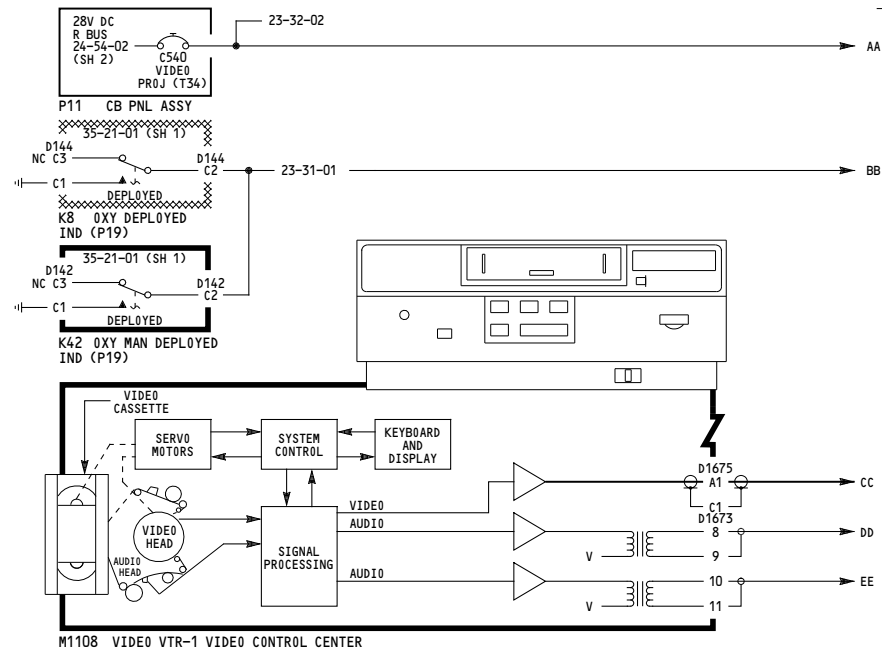 28V DC
R BUS
24-54-02
(SH 2)
C540
VIDEO
PROJ (T34)
23-32-02
AA
P11 CB PNL ASSY
35-21-01 (SH 1)
D144
NC C3
D144
C2
23-31-01
BB
C1
DEPLOYED
K8 OXY DEPLOYED
IND (P19)
35-21-01 (SH 1)
D142
NC C3
D142
C2
C1
DEPLOYED
K42 OXY MAN DEPLOYED
IND (P19)
VIDEO
CASSETTE
SERVO
MOTORS
SYSTEM
CONTROL
KEYBOARD
AND
DISPLAY
D1675
A1
CC
C1
VIDEO
D1673
AUDIO
8
DD
VIDEO
HEAD
V
9
AUDIO
HEAD
SIGNAL
PROCESSING
AUDIO
10
EE
V
11
M1108 VIDEO VTR-1 VIDEO CONTROL CENTER